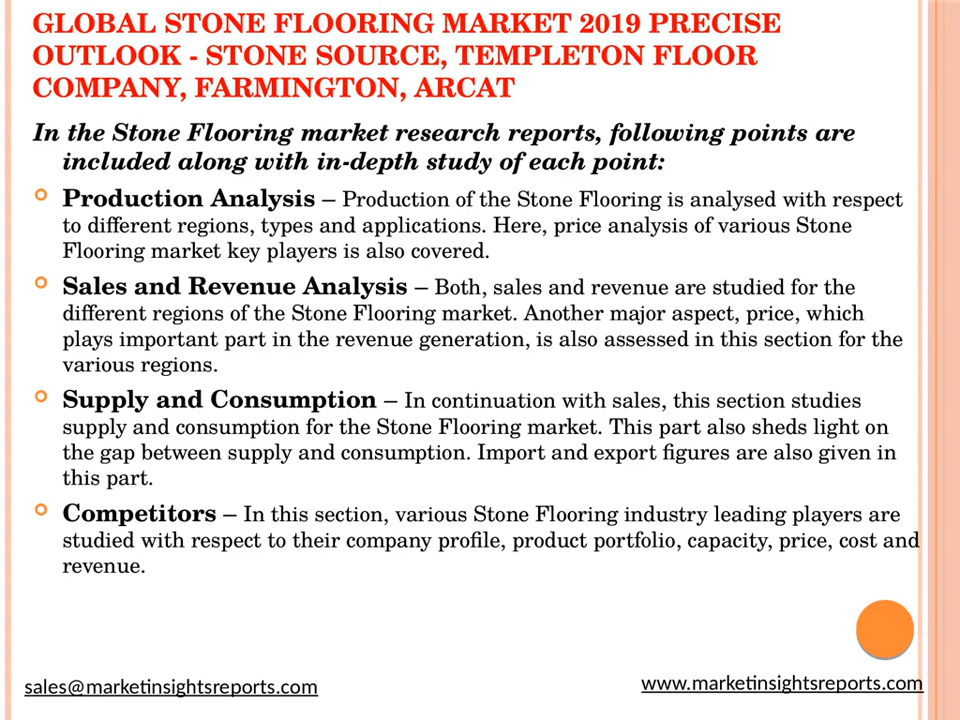 GLOBAL STONE FLOORING MARKET 2019 PRECISE
OUTLOOK - STONE SOURCE, TEMPLETON FLOOR
COMPANY, FARMINGTON, ARCAT
In the Stone Flooring market research reports, following points are
included along with in-depth study of each point:
Production Analysis – Production of the Stone Flooring is analysed with respect
to different regions, types and applications. Here, price analysis of various Stone
Flooring market key players is also covered.
Sales and Revenue Analysis – Both, sales and revenue are studied for the
different regions of the Stone Flooring market. Another major aspect, price, which
plays important part in the revenue generation, is also assessed in this section for the
various regions.
Supply and Consumption – In continuation with sales, this section studies
supply and consumption for the Stone Flooring market. This part also sheds light on
the gap between supply and consumption. Import and export figures are also given in
this part.
Competitors – In this section, various Stone Flooring industry leading players are
studied with respect to their company profile, product portfolio, capacity, price, cost and
revenue.
sales@marketinsightsreports.com
www.marketinsightsreports.com